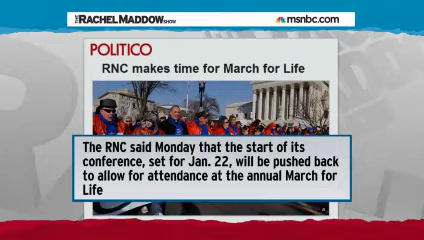 THE RACHEL MADDOW SHOW
msnbc.com
POLITICO
RNC makes time for March for Life
The RNC said Monday that the start of its
conference, set for Jan. 22, will be pushed back
to allow for attendance at the annual March for
Life